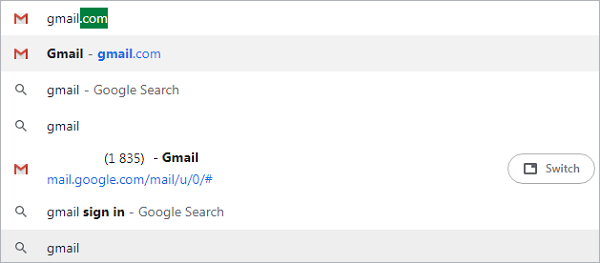 gmail.com
Gmail - gmail.com
gmail - Google Search
gmail
(1 835) - Gmail
mail.google.com/mail/u/0/#
Switch
gmail sign in - Google Search
gmail